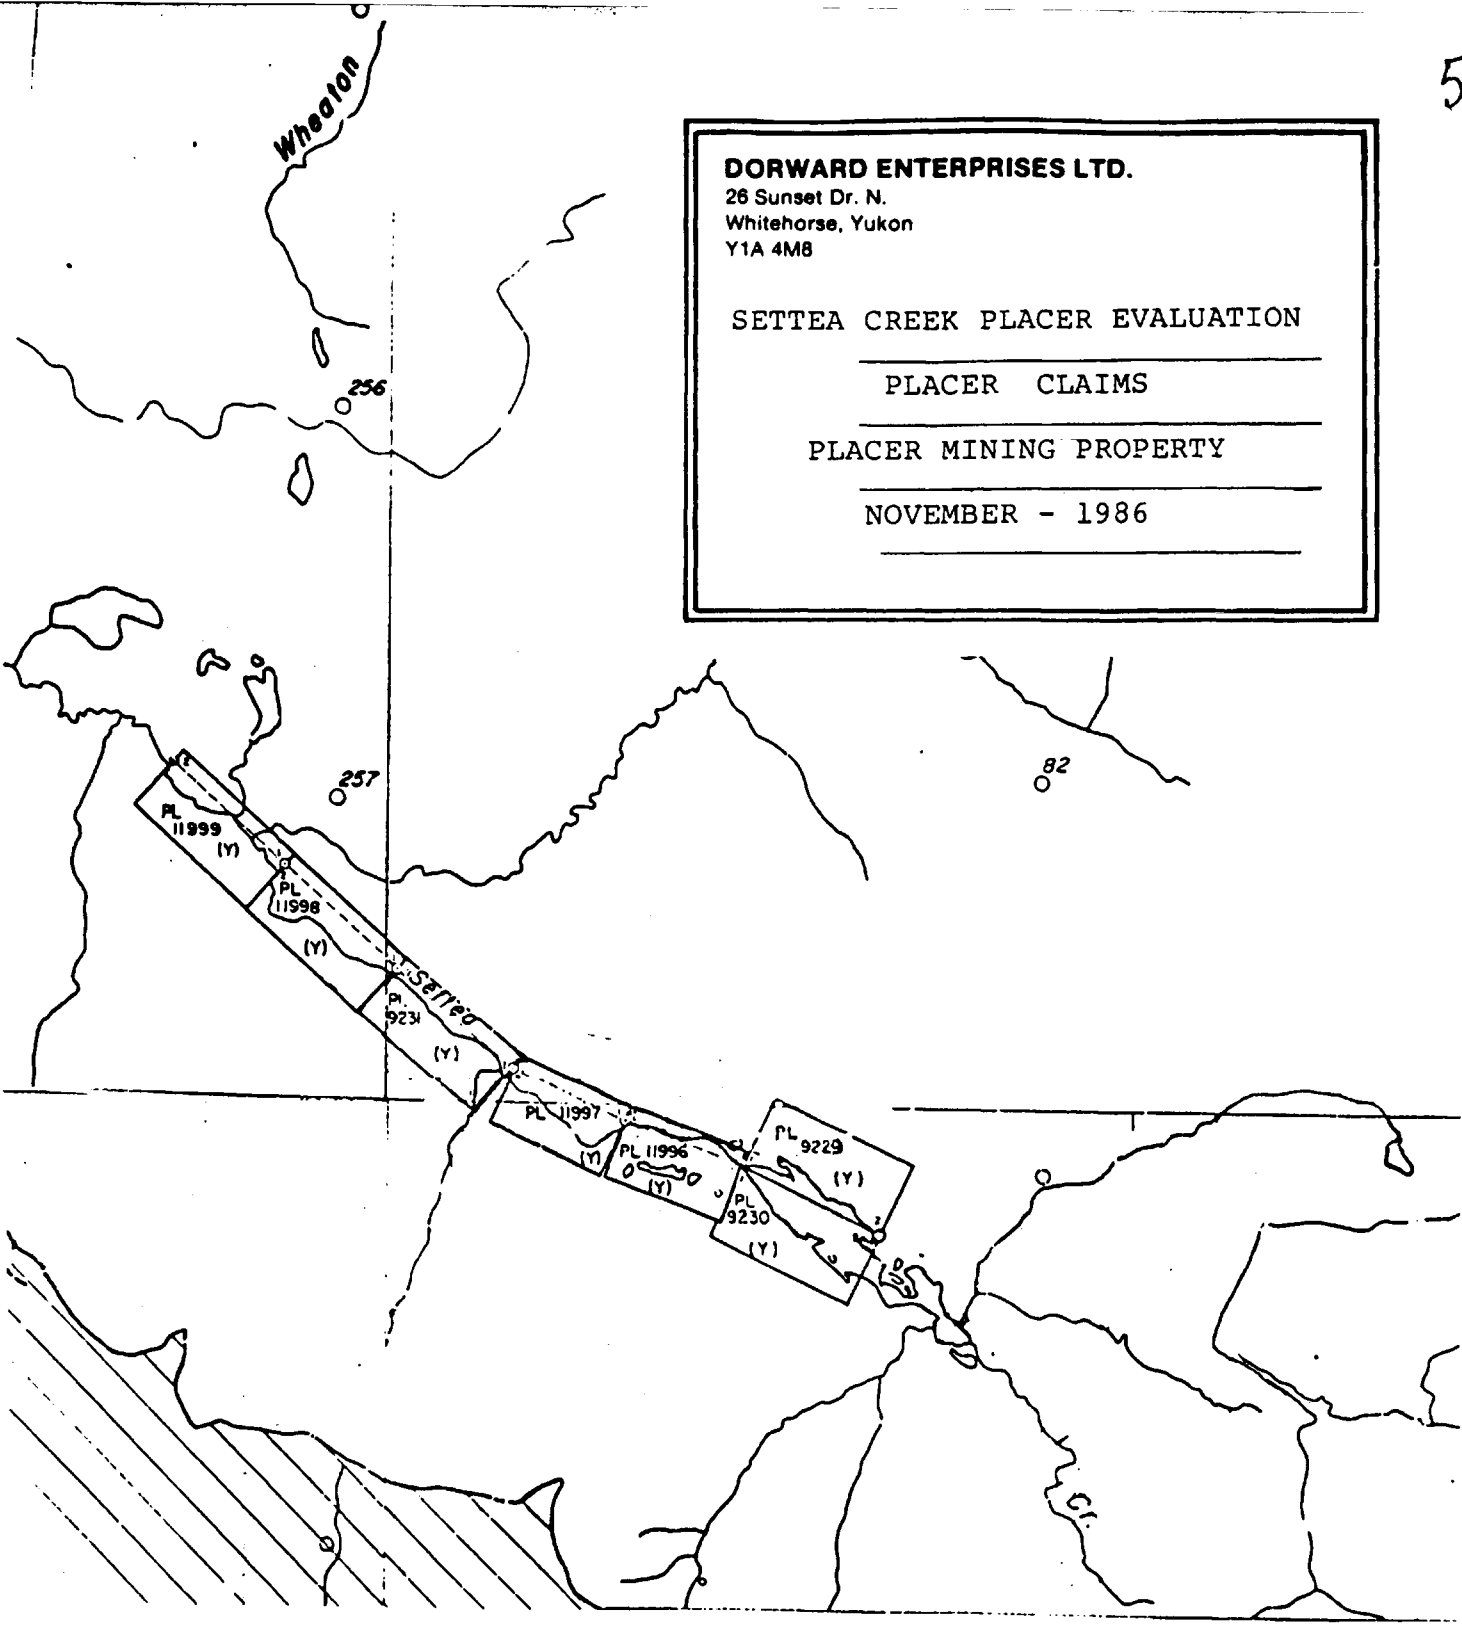 5
Wheaton
DORWARD ENTERPRISES LTD.
26 Sunset Dr. N.
Whitehorse, Yukon
Y1A 4M8
SETTEA CREEK PLACER EVALUATION
PLACER CLAIMS
PLACER MINING PROPERTY
NOVEMBER - 1986
256
257
82
PL
11999
(Y)
PL
11998
(Y)
Settea
PL
9231
(Y)
PL 11997
(Y)
PL 11996
(Y)
PL
9229
(Y)
PL
9230
(Y)
Cr.